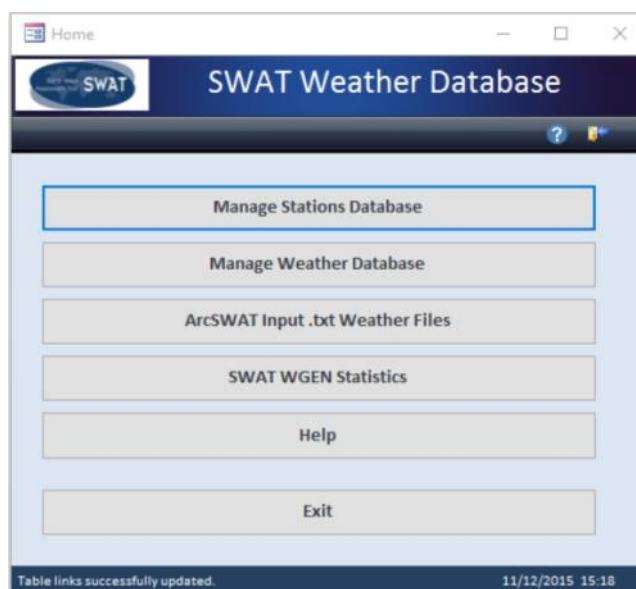 Home
SWAT
SWAT Weather Database
Manage Stations Database
Manage Weather Database
ArcSWAT Input .txt Weather Files
SWAT WGEN Statistics
Help
Exit
Table links successfully updated. 11/12/2015 15:18